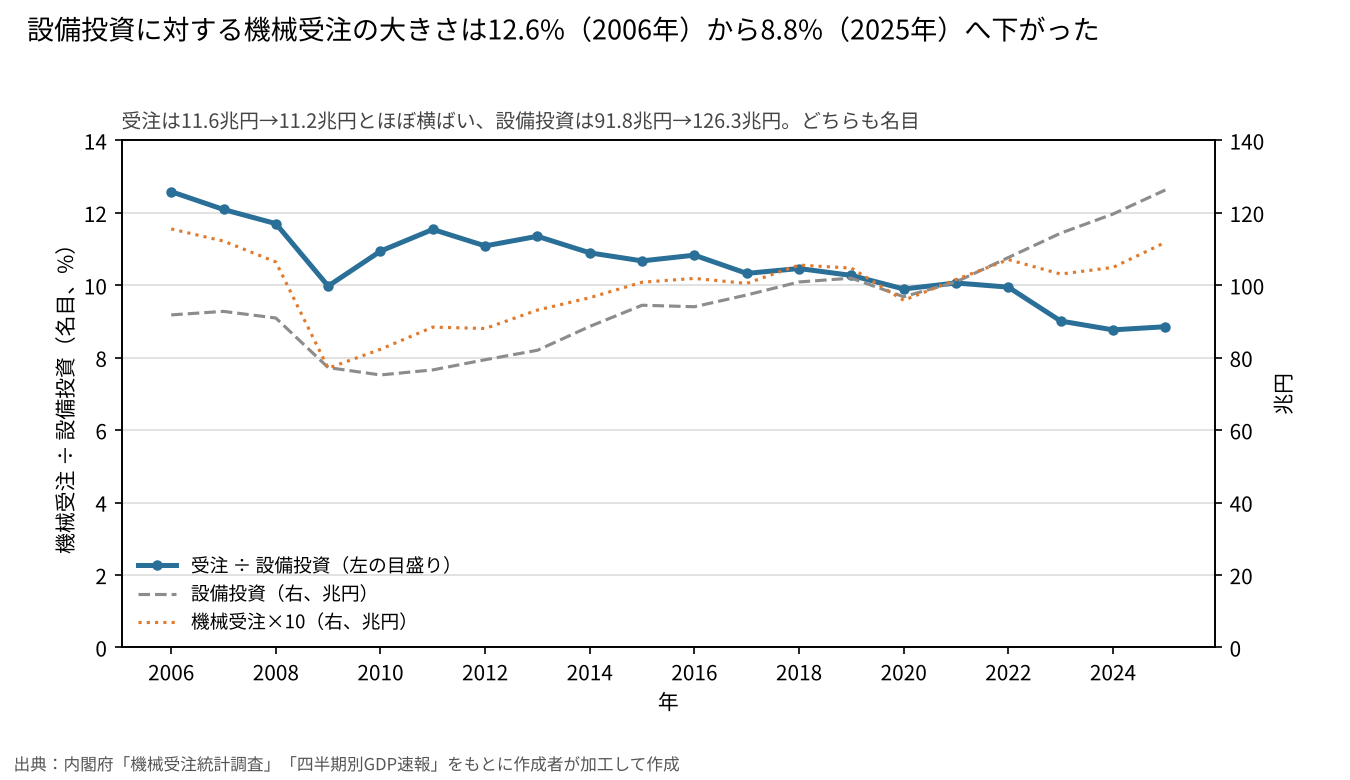 設備投資に対する機械受注の大きさは12.6%（2006年）から8.8%（2025年）へ下がった
受注は11.6兆円→11.2兆円とほぼ横ばい、設備投資は91.8兆円→126.3兆円。どちらも名目
機械受注 ÷ 設備投資（名目、%）
14
12
10
8
6
4
2
0
140
120
100
80
60
40
20
0
兆円
受注 ÷ 設備投資（左の目盛り）
設備投資（右、兆円）
機械受注×10（右、兆円）
2006 2008 2010 2012 2014 2016 2018 2020 2022 2024
年
出典：内閣府「機械受注統計調査」「四半期別GDP速報」をもとに作成者が加工して作成